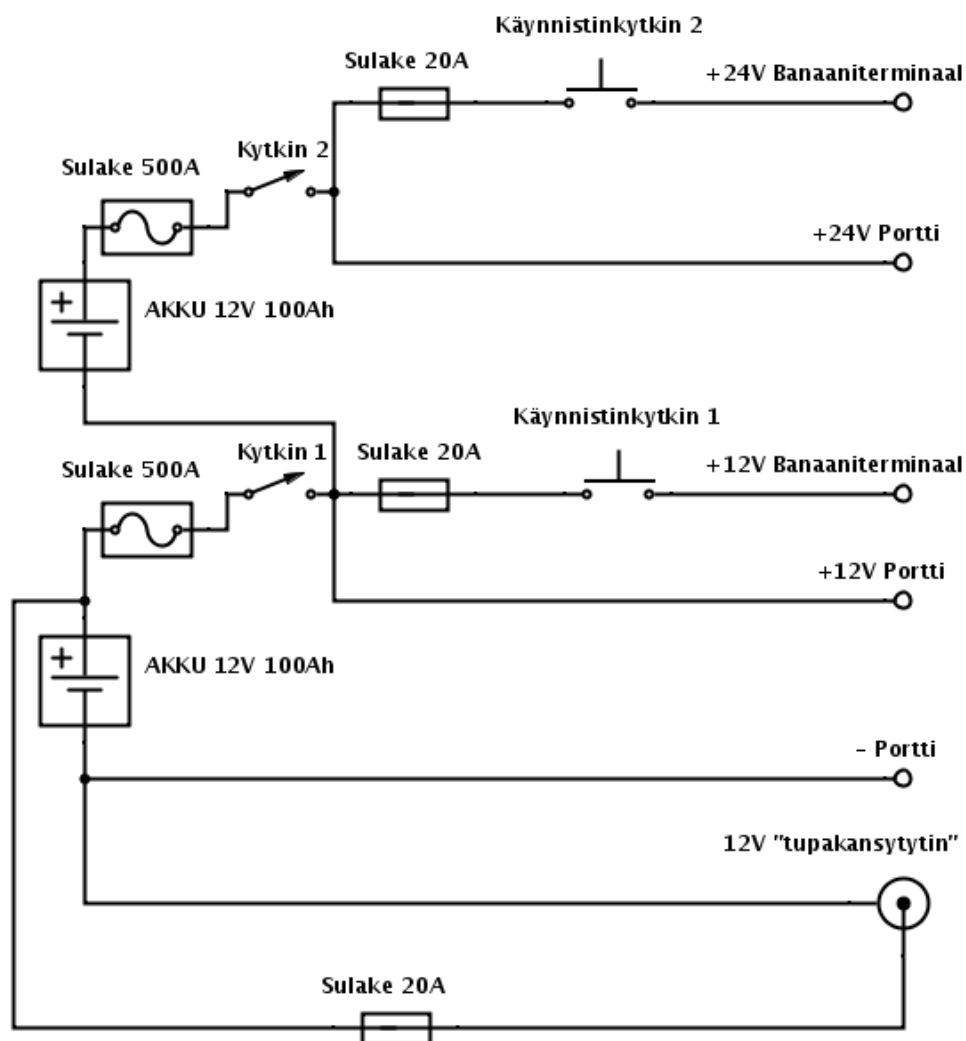 Käynnistinkytkin 2
Sulake 20A
+24V Banaaniterminaal
Kytkin 2
Sulake 500A
+24V Portti
+
AKKU 12V 100Ah
Käynnistinkytkin 1
Kytkin 1
Sulake 20A
+12V Banaaniterminaal
Sulake 500A
+12V Portti
+
AKKU 12V 100Ah
- Portti
12V "tupakansytytin"
Sulake 20A